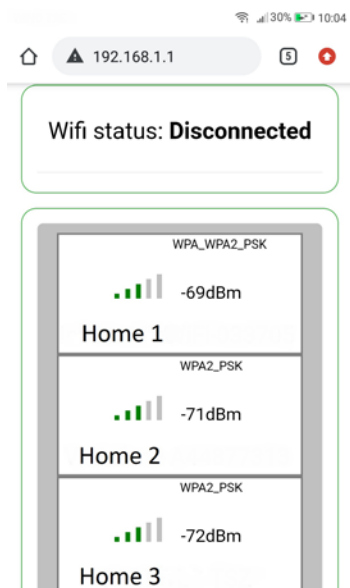 30% 10:04
192.168.1.1 5
Wifi status: Disconnected
WPA_WPA2_PSK
-69dBm
Home 1
WPA2_PSK
-71dBm
Home 2
WPA2_PSK
-72dBm
Home 3